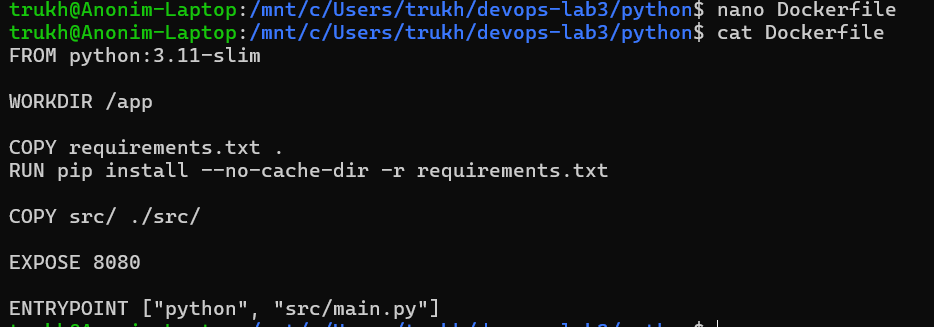 trukh@Anonim-Laptop:/mnt/c/Users/trukh/devops-lab3/python$ nano Dockerfile
trukh@Anonim-Laptop:/mnt/c/Users/trukh/devops-lab3/python$ cat Dockerfile
FROM python:3.11-slim
WORKDIR /app
COPY requirements.txt .
RUN pip install --no-cache-dir -r requirements.txt
COPY src/ ./src/
EXPOSE 8080
ENTRYPOINT ["python", "src/main.py"]